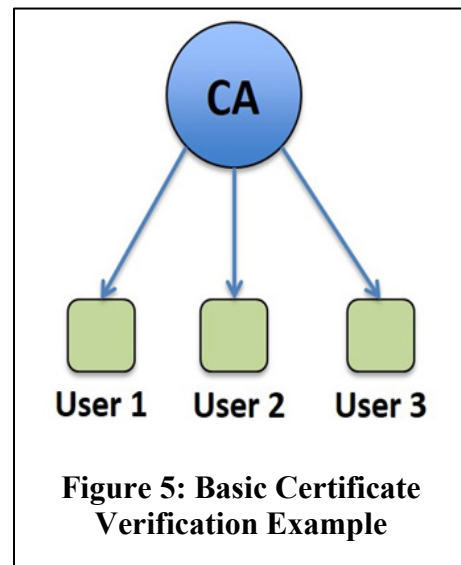 CA
User 1 User 2 User 3
Figure 5: Basic Certificate
Verification Example